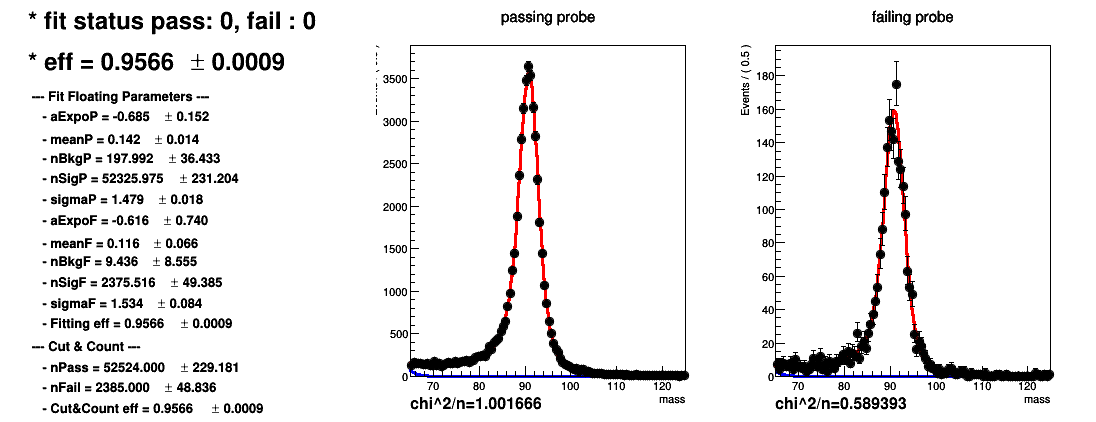 * fit status pass: 0, fail : 0
* eff = 0.9566 ± 0.0009
--- Fit Floating Parameters ---
- aExpoP = -0.685 ± 0.152
- meanP = 0.142 ± 0.014
- nBkgP = 197.992 ± 36.433
- nSigP = 52325.975 ± 231.204
- sigmaP = 1.479 ± 0.018
- aExpoF = -0.616 ± 0.740
- meanF = 0.116 ± 0.066
- nBkgF = 9.436 ± 8.555
- nSigF = 2375.516 ± 49.385
- sigmaF = 1.534 ± 0.084
- Fitting eff = 0.9566 ± 0.0009
--- Cut & Count ---
- nPass = 52524.000 ± 229.181
- nFail = 2385.000 ± 48.836
- Cut&Count eff = 0.9566 ± 0.0009
passing probe
3500
3000
2500
2000
1500
1000
500
0
70 80 90 100 110 120
mass
chi^2/n=1.001666
failing probe
Events / ( 0.5 )
180
160
140
120
100
80
60
40
20
0
70 80 90 100 110 120
mass
chi^2/n=0.589393